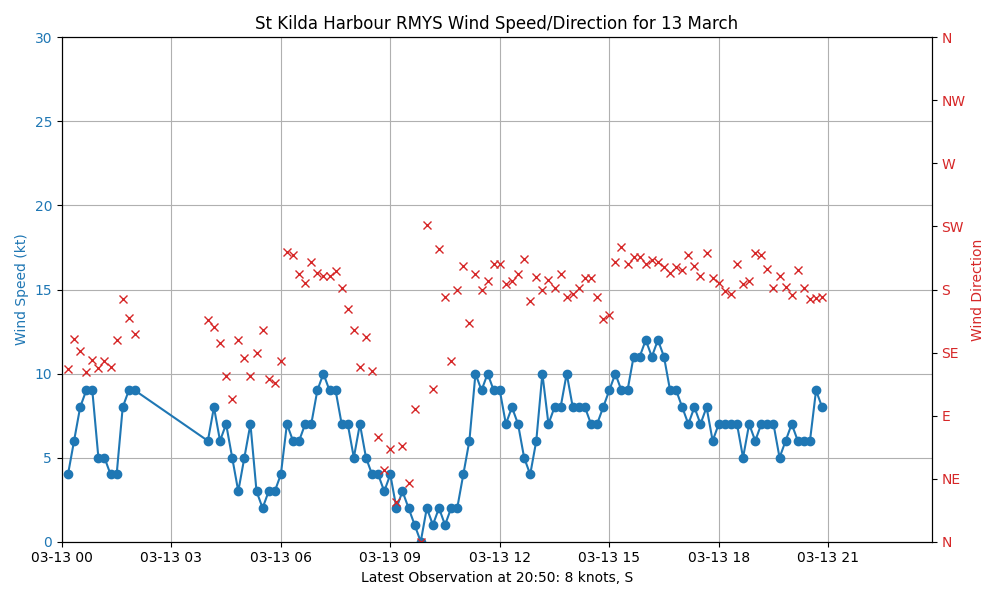 St Kilda Harbour RMYS Wind Speed/Direction for 13 March
30
25
20
15
10
5
0
Wind Speed (kt)
N
NW
W
SW
S
SE
E
NE
N
Wind Direction
03-13 00
03-13 03
03-13 06
03-13 09
03-13 12
03-13 15
03-13 18
03-13 21
Latest Observation at 20:50: 8 knots, S